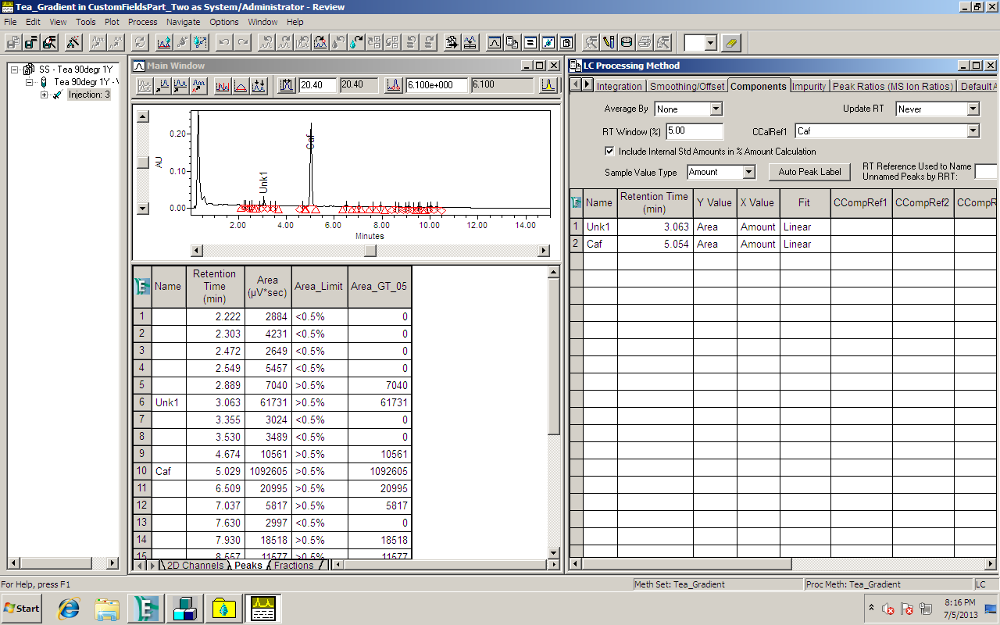 Tea_Gradient in CustomFieldsPart_Two as System/Administrator - Review
File Edit View Tools Plot Process Navigate Options Window Help
SS - Tea 90degr 1Y
Tea 90degr 1Y -
Injection: 3
Main Window
20.40 20.40 6.100e+000 6.100
AU
0.20
0.10
0.00
Unk1
Caf
2.00 4.00 6.00 8.00 10.00 12.00 14.00
Minutes
Name Retention Time (min) Area (µV*sec) Area_Limit Area_GT_05
1 2.222 2884 <0.5% 0
2 2.303 4231 <0.5% 0
3 2.472 2649 <0.5% 0
4 2.549 5457 <0.5% 0
5 2.889 7040 >0.5% 7040
6 Unk1 3.063 61731 >0.5% 61731
7 3.355 3024 <0.5% 0
8 3.530 3489 <0.5% 0
9 4.674 10561 >0.5% 10561
10 Caf 5.029 1092605 >0.5% 1092605
11 6.509 20995 >0.5% 20995
12 7.037 5817 >0.5% 5817
13 7.630 2997 <0.5% 0
14 7.930 18518 >0.5% 18518
15 8.557 11577 >0.5% 11577
2D Channels Peaks Fractions
LC Processing Method
Integration Smoothing/Offset Components Impurity Peak Ratios (MS Ion Ratios) Default A
Average By None Update RT Never
RT Window (%) 5.00 CCalRef1 Caf
Include Internal Std Amounts in % Amount Calculation
Sample Value Type Amount Auto Peak Label RT Reference Used to Name Unnamed Peaks by RRT:
Name Retention Time (min) Y Value X Value Fit CCompRef1 CCompRef2 CCompR
1 Unk1 3.063 Area Amount Linear
2 Caf 5.054 Area Amount Linear
For Help, press F1 Meth Set: Tea_Gradient Proc Meth: Tea_Gradient LC
Start
8:16 PM
7/5/2013